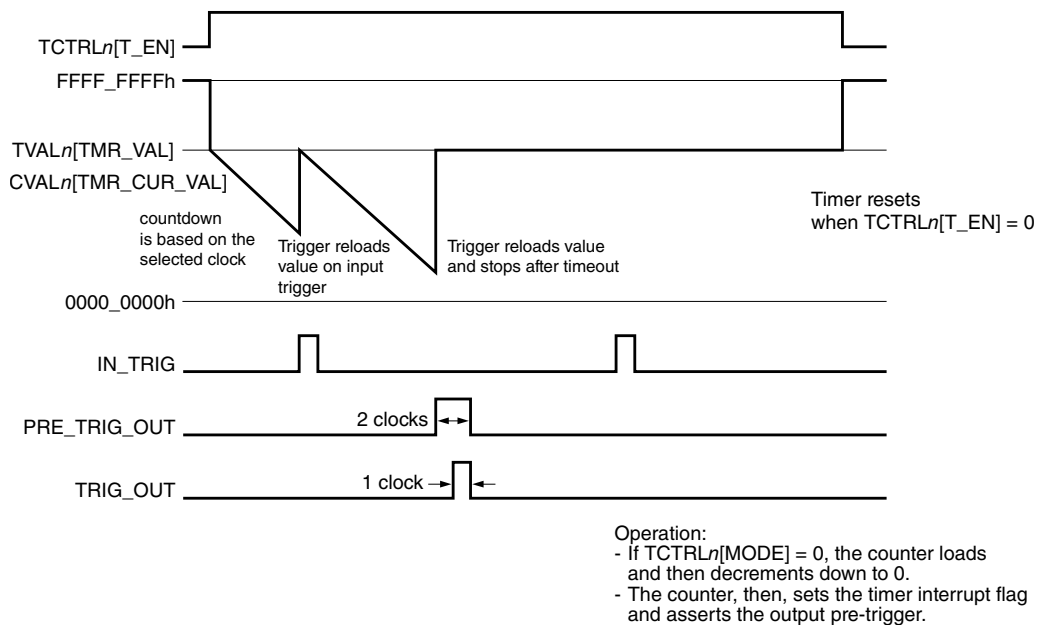 TCTRLn[T_EN]
FFFF_FFFFh
TVALn[TMR_VAL]
CVALn[TMR_CUR_VAL]
countdown
is based on the
selected clock
Trigger reloads
value on input
trigger
Trigger reloads value
and stops after timeout
Timer resets
when TCTRLn[T_EN] = 0
0000_0000h
IN_TRIG
PRE_TRIG_OUT
2 clocks
TRIG_OUT
1 clock
Operation:
- If TCTRLn[MODE] = 0, the counter loads
and then decrements down to 0.
- The counter, then, sets the timer interrupt flag
and asserts the output pre-trigger.